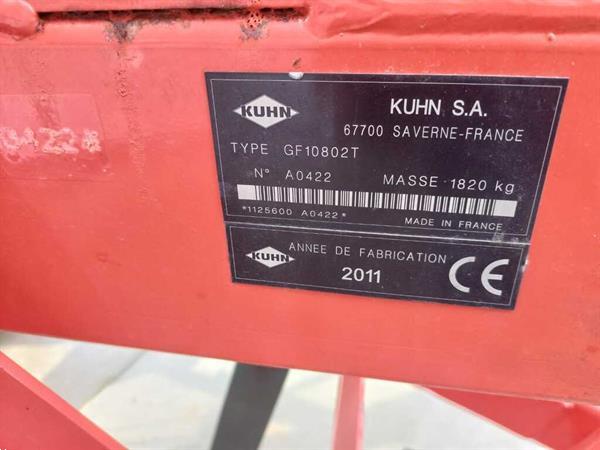 KUHN
KUHN S.A.
67700 SAVERNE-FRANCE
TYPE GF10802T
N° A0422 MASSE 1820 kg
*1125600 A0422*
MADE IN FRANCE
KUHN
ANNEE DE FABRICATION
2011
CE